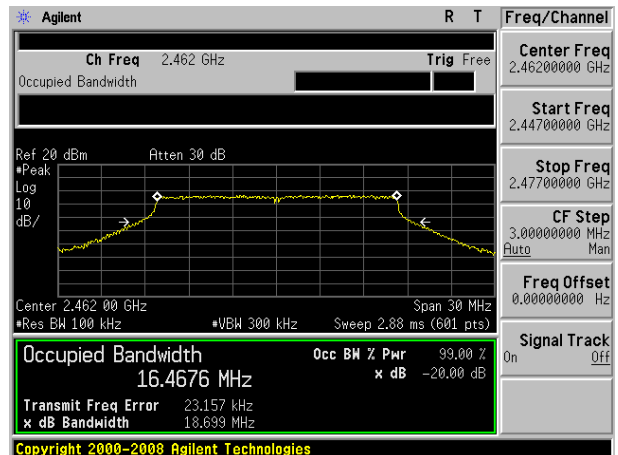 Agilent R T Freq/Channel
Ch Freq 2.462 GHz Trig Free
Occupied Bandwidth
Center Freq
2.46200000 GHz
Start Freq
2.44700000 GHz
Stop Freq
2.47700000 GHz
CF Step
3.00000000 MHz
Auto Man
Freq Offset
0.00000000 Hz
Signal Track
On Off
Ref 20 dBm Atten 30 dB
#Peak
Log
10
dB/
Center 2.462 00 GHz Span 30 MHz
#Res BW 100 kHz #VBW 300 kHz Sweep 2.88 ms (601 pts)
Occupied Bandwidth Occ BW % Pwr 99.00 %
16.4676 MHz x dB -20.00 dB
Transmit Freq Error 23.157 kHz
x dB Bandwidth 18.699 MHz
Copyright 2000-2008 Agilent Technologies